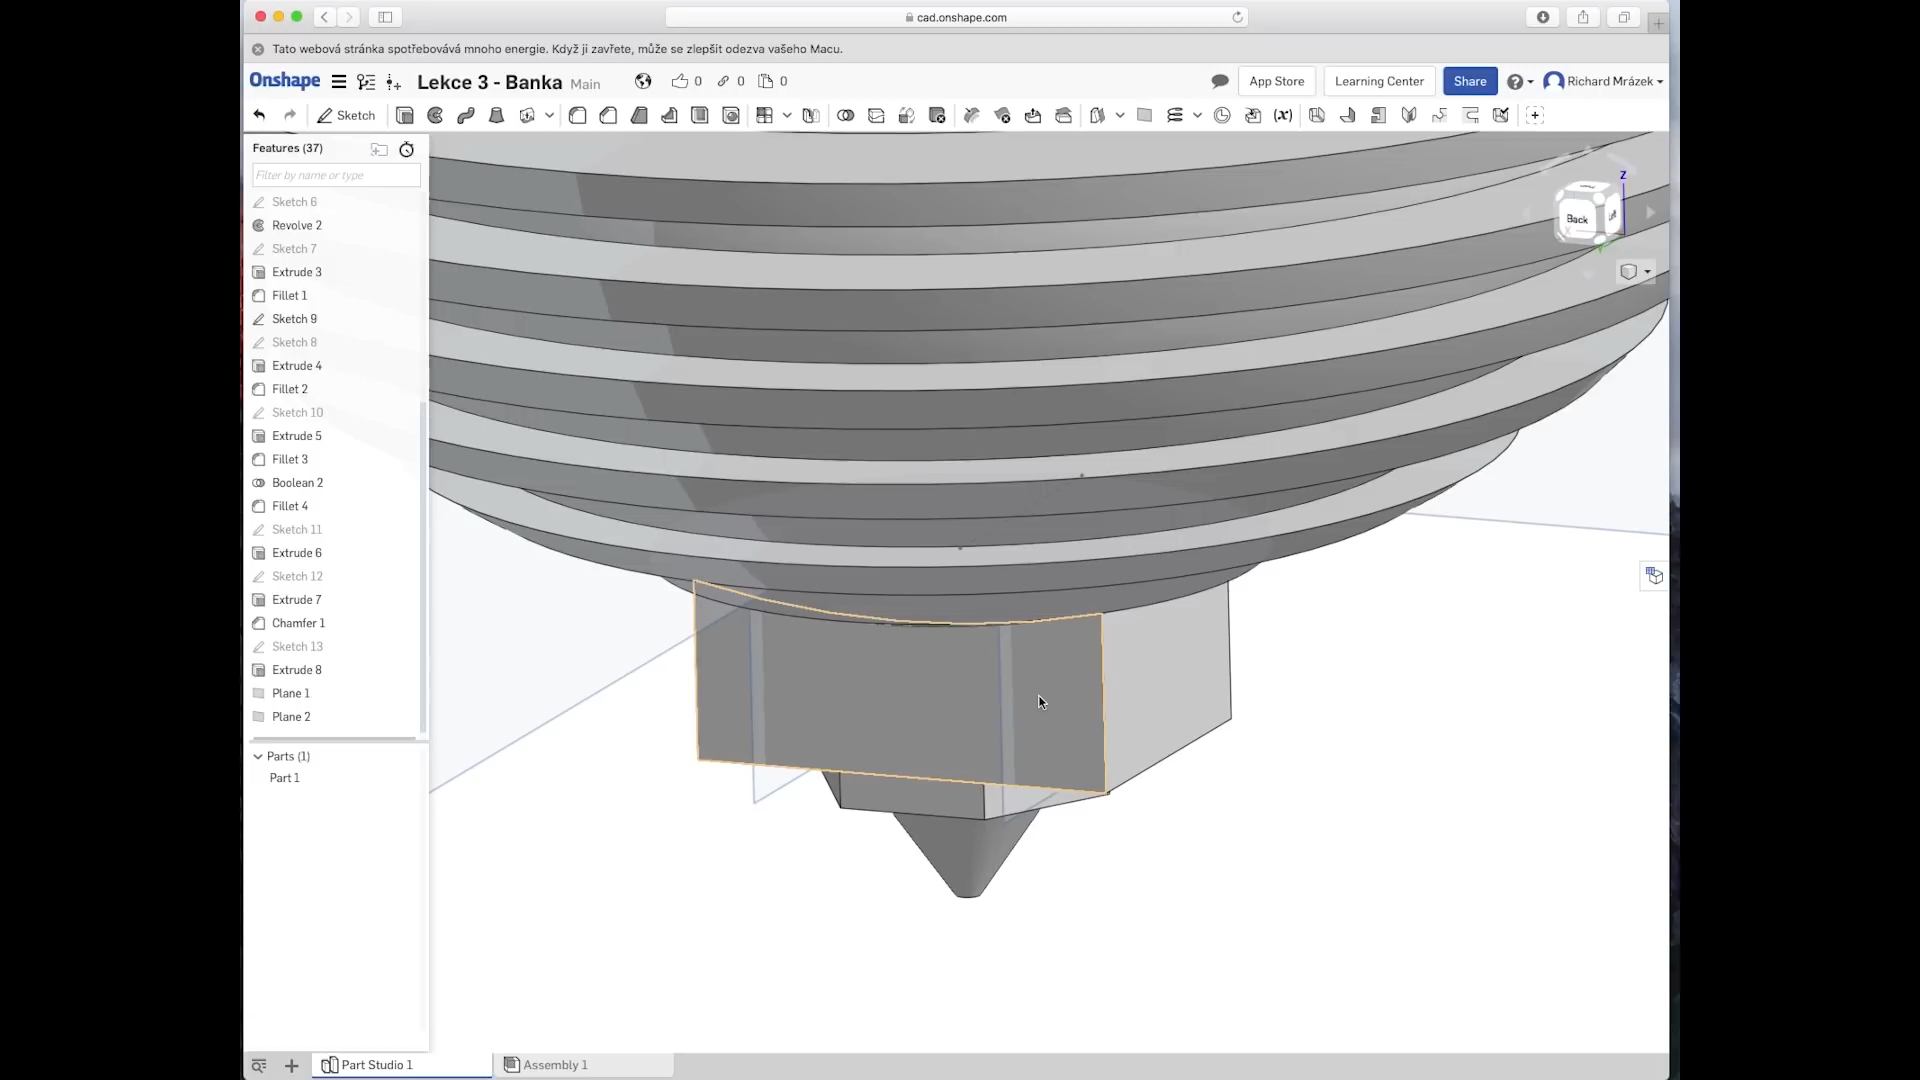 cad.onshape.com
Tato webová stránka spotřebovává mnoho energie. Když ji zavřete, může se zlepšit odezva vašeho Macu.
Onshape Lekce 3 - Banka Main 0 0 0 App Store Learning Center Share Richard Mrázek
Sketch (x)
Features (37)
Filter by name or type
Sketch 6
Revolve 2
Sketch 7
Extrude 3
Fillet 1
Sketch 9
Sketch 8
Extrude 4
Fillet 2
Sketch 10
Extrude 5
Fillet 3
Boolean 2
Fillet 4
Sketch 11
Extrude 6
Sketch 12
Extrude 7
Chamfer 1
Sketch 13
Extrude 8
Plane 1
Plane 2
Parts (1)
Part 1
Z
Back
X
Part Studio 1 Assembly 1